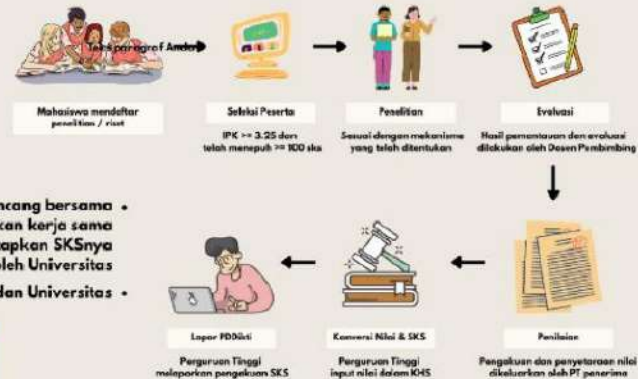 Teks paragraf Anda
Mahasiswa mendaftar
penelitian / riset
Seleksi Peserta
IPK >= 3.25 dan
telah menepuh >= 100 sks
Penelitian
Sesuai dengan mekanisme
yang telah ditentukan
Evaluasi
Hasil pemantauan dan evaluasi
dilakukan oleh Dosen Pembimbing
ncang bersama •
kan kerja sama
apkan SKSnya
oleh Universitas
dan Universitas •
Lapor PDDikti
Perguruan Tinggi
melaporkan pengakuan SKS
Konversi Nilai & SKS
Perguruan Tinggi
input nilai dalam KHS
Penilaian
Pengakuan dan penyetaraan nilai
dikeluarkan oleh PT penerima